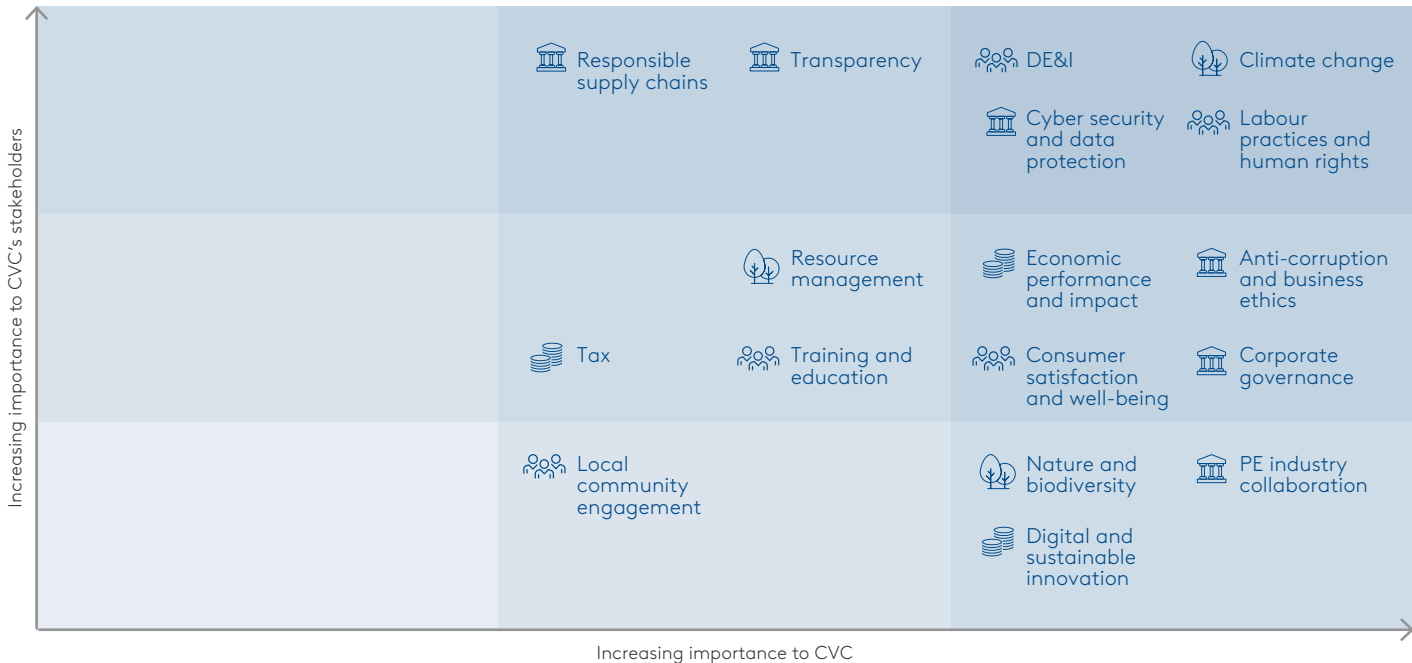 Increasing importance to CVC's stakeholders
Responsible
supply chains
Transparency
DE&I
Climate change
Cyber security
and data
protection
Labour
practices and
human rights
Resource
management
Economic
performance
and impact
Anti-corruption
and business
ethics
Tax
Training and
education
Consumer
satisfaction
and well-being
Corporate
governance
Local
community
engagement
Nature and
biodiversity
PE industry
collaboration
Digital and
sustainable
innovation
Increasing importance to CVC